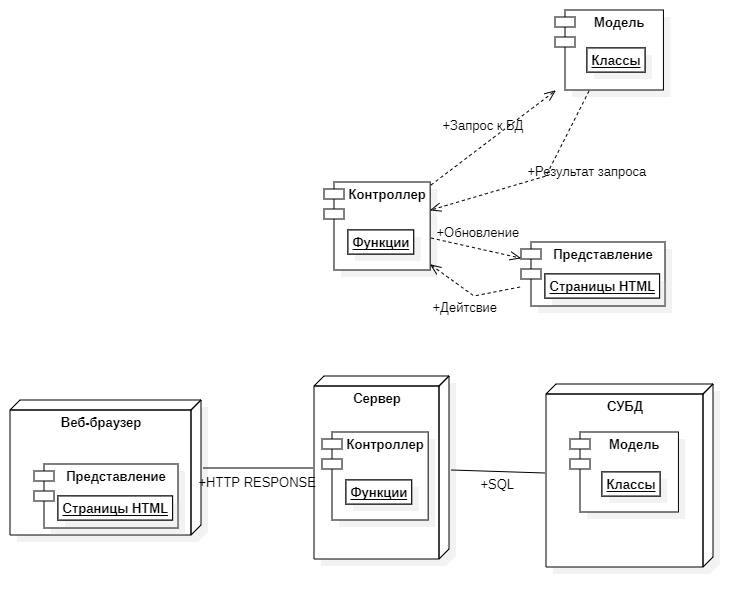 Модель
Классы
+Запрос к БД
+Результат запроса
Контроллер
Функции
+Обновление
Представление
Страницы HTML
+Дейтсвие
Веб-браузер
Представление
Страницы HTML
+HTTP RESPONSE
Сервер
Контроллер
Функции
+SQL
СУБД
Модель
Классы